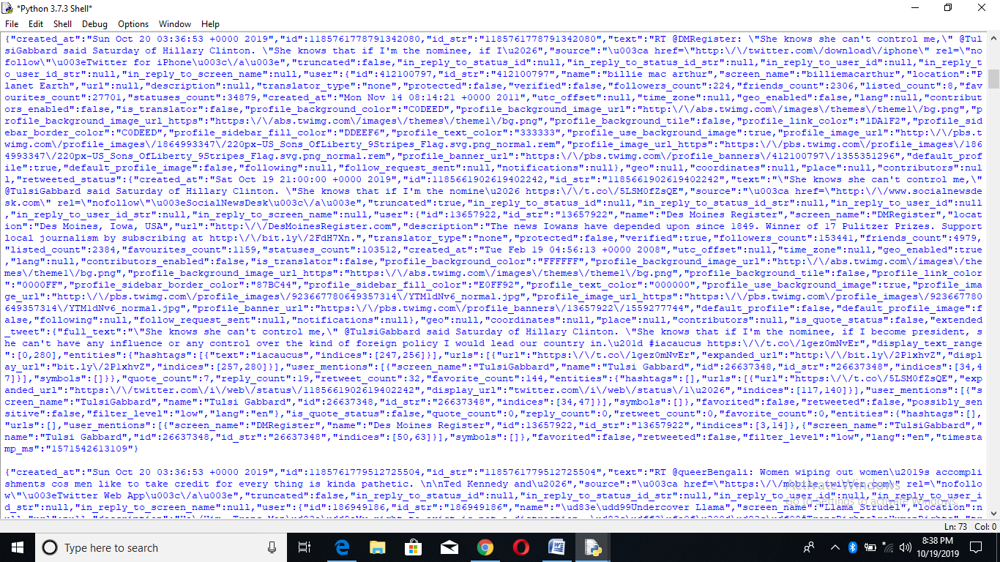 *Python 3.7.3 Shell*
File Edit Shell Debug Options Window Help
{"created_at":"Sun Oct 20 03:36:53 +0000 2019","id":1185761778791342080,"id_str":"1185761778791342080","text":"RT @DMRegister: \"She knows she can't control me,\" @Tul
siGabbard said Saturday of Hillary Clinton. \"She knows that if I'm the nominee, if I\u2026","source":"\u003ca href=\"http:\/\/twitter.com\/download\/iphone\" rel=\"no
follow\"\u003eTwitter for iPhone\u003c\/a\u003e","truncated":false,"in_reply_to_status_id":null,"in_reply_to_status_id_str":null,"in_reply_to_user_id":null,"in_reply_t
o_user_id_str":null,"in_reply_to_screen_name":null,"user":{"id":412100797,"id_str":"412100797","name":"billie mac arthur","screen_name":"billiemacarthur","location":"P
lanet Earth","url":null,"description":null,"translator_type":"none","protected":false,"verified":false,"followers_count":224,"friends_count":2306,"listed_count":8,"fav
ourites_count":27701,"statuses_count":34879,"created_at":"Mon Nov 14 08:14:21 +0000 2011","utc_offset":null,"time_zone":null,"geo_enabled":false,"lang":null,"contribut
ors_enabled":false,"is_translator":false,"profile_background_color":"C0DEED","profile_background_image_url":"http:\/\/abs.twimg.com\/images\/themes\/theme1\/bg.png","p
rofile_background_image_url_https":"https:\/\/abs.twimg.com\/images\/themes\/theme1\/bg.png","profile_background_tile":false,"profile_link_color":"1DA1F2","profile_sid
ebar_border_color":"C0DEED","profile_sidebar_fill_color":"DDEEF6","profile_text_color":"333333","profile_use_background_image":true,"profile_image_url":"http:\/\/pbs.t
wimg.com\/profile_images\/1864993347\/220px-US_Sons_OfLiberty_9Stripes_Flag.svg.png_normal.rem","profile_image_url_https":"https:\/\/pbs.twimg.com\/profile_images\/186
4993347\/220px-US_Sons_OfLiberty_9Stripes_Flag.svg.png_normal.rem","profile_banner_url":"https:\/\/pbs.twimg.com\/profile_banners\/412100797\/1355351296","default_prof
ile":true,"default_profile_image":false,"following":null,"follow_request_sent":null,"notifications":null},"geo":null,"coordinates":null,"place":null,"contributors":nul
l,"retweeted_status":{"created_at":"Sat Oct 19 21:00:00 +0000 2019","id":1185661902619402242,"id_str":"1185661902619402242","text":"\"She knows she can't control me,\"
@TulsiGabbard said Saturday of Hillary Clinton. \"She knows that if I'm the nomine\u2026 https:\/\/t.co\/5LSM0fZsQE","source":"\u003ca href=\"http:\/\/www.socialnewsde
sk.com\" rel=\"nofollow\"\u003eSocialNewsDesk\u003c\/a\u003e","truncated":true,"in_reply_to_status_id":null,"in_reply_to_status_id_str":null,"in_reply_to_user_id":null
,"in_reply_to_user_id_str":null,"in_reply_to_screen_name":null,"user":{"id":13657922,"id_str":"13657922","name":"Des Moines Register","screen_name":"DMRegister","locat
ion":"Des Moines, Iowa, USA","url":"http:\/\/DesMoinesRegister.com","description":"The news Iowans have depended upon since 1849. Winner of 17 Pulitzer Prizes. Support
local journalism by subscribing at http:\/\/bit.ly\/2FdH7Xn.","translator_type":"none","protected":false,"verified":true,"followers_count":153441,"friends_count":4979,
"listed_count":2384,"favourites_count":1159,"statuses_count":103512,"created_at":"Tue Feb 19 04:56:13 +0000 2008","utc_offset":null,"time_zone":null,"geo_enabled":true
,"lang":null,"contributors_enabled":false,"is_translator":false,"profile_background_color":"FFFFFF","profile_background_image_url":"http:\/\/abs.twimg.com\/images\/the
mes\/theme1\/bg.png","profile_background_image_url_https":"https:\/\/abs.twimg.com\/images\/themes\/theme1\/bg.png","profile_background_tile":false,"profile_link_color
":"0000FF","profile_sidebar_border_color":"87BC44","profile_sidebar_fill_color":"E0FF92","profile_text_color":"000000","profile_use_background_image":true,"profile_ima
ge_url":"http:\/\/pbs.twimg.com\/profile_images\/923667780649357314\/YTM1dNv6_normal.jpg","profile_image_url_https":"https:\/\/pbs.twimg.com\/profile_images\/923667780
649357314\/YTM1dNv6_normal.jpg","profile_banner_url":"https:\/\/pbs.twimg.com\/profile_banners\/13657922\/1559277744","default_profile":false,"default_profile_image":f
alse,"following":null,"follow_request_sent":null,"notifications":null},"geo":null,"coordinates":null,"place":null,"contributors":null,"is_quote_status":false,"extended
_tweet":{"full_text":"\"She knows she can't control me,\" @TulsiGabbard said Saturday of Hillary Clinton. \"She knows that if I'm the nominee, if I become president, s
he can't have any influence or any control over the kind of foreign policy I would lead our country in.\u201d #iacaucus https:\/\/t.co\/lgez0mNvEr","display_text_range
":[0,280],"entities":{"hashtags":[{"text":"iacaucus","indices":[247,256]}],"urls":[{"url":"https:\/\/t.co\/lgez0mNvEr","expanded_url":"http:\/\/bit.ly\/2P1xhvZ","displ
ay_url":"bit.ly\/2P1xhvZ","indices":[257,280]}],"user_mentions":[{"screen_name":"TulsiGabbard","name":"Tulsi Gabbard","id":26637348,"id_str":"26637348","indices":[34,4
7]}],"symbols":[]}},"quote_count":7,"reply_count":19,"retweet_count":32,"favorite_count":144,"entities":{"hashtags":[],"urls":[{"url":"https:\/\/t.co\/5LSM0fZsQE","exp
anded_url":"https:\/\/twitter.com\/i\/web\/status\/1185661902619402242","display_url":"twitter.com\/i\/web\/status\/1\u2026","indices":[117,140]}],"user_mentions":[{"s
creen_name":"TulsiGabbard","name":"Tulsi Gabbard","id":26637348,"id_str":"26637348","indices":[34,47]}],"symbols":[]},"favorited":false,"retweeted":false,"possibly_sen
sitive":false,"filter_level":"low","lang":"en"},"is_quote_status":false,"quote_count":0,"reply_count":0,"retweet_count":0,"favorite_count":0,"entities":{"hashtags":[],
"urls":[],"user_mentions":[{"screen_name":"DMRegister","name":"Des Moines Register","id":13657922,"id_str":"13657922","indices":[3,14]},{"screen_name":"TulsiGabbard","
name":"Tulsi Gabbard","id":26637348,"id_str":"26637348","indices":[50,63]}],"symbols":[]},"favorited":false,"retweeted":false,"filter_level":"low","lang":"en","timesta
mp_ms":"1571542613109"}
{"created_at":"Sun Oct 20 03:36:53 +0000 2019","id":1185761779512725504,"id_str":"1185761779512725504","text":"RT @queerBengali: Women wiping out women\u2019s accompli
shments cos men like to take credit for every thing is kinda pathetic. \n\nTed Kennedy and\u2026","source":"\u003ca href=\"https:\/\/mobile.twitter.com\" rel=\"nofollo
w\"\u003eTwitter Web App\u003c\/a\u003e","truncated":false,"in_reply_to_status_id":null,"in_reply_to_status_id_str":null,"in_reply_to_user_id":null,"in_reply_to_user_i
d_str":null,"in_reply_to_screen_name":null,"user":{"id":186949186,"id_str":"186949186","name":"\ud83e\udd99Undercover Llama","screen_name":"Llama_Strudel","location":n
Activate Windows
Go to Settings to activate Windows.
Ln: 73 Col: 0
Type here to search
8:38 PM
10/19/2019